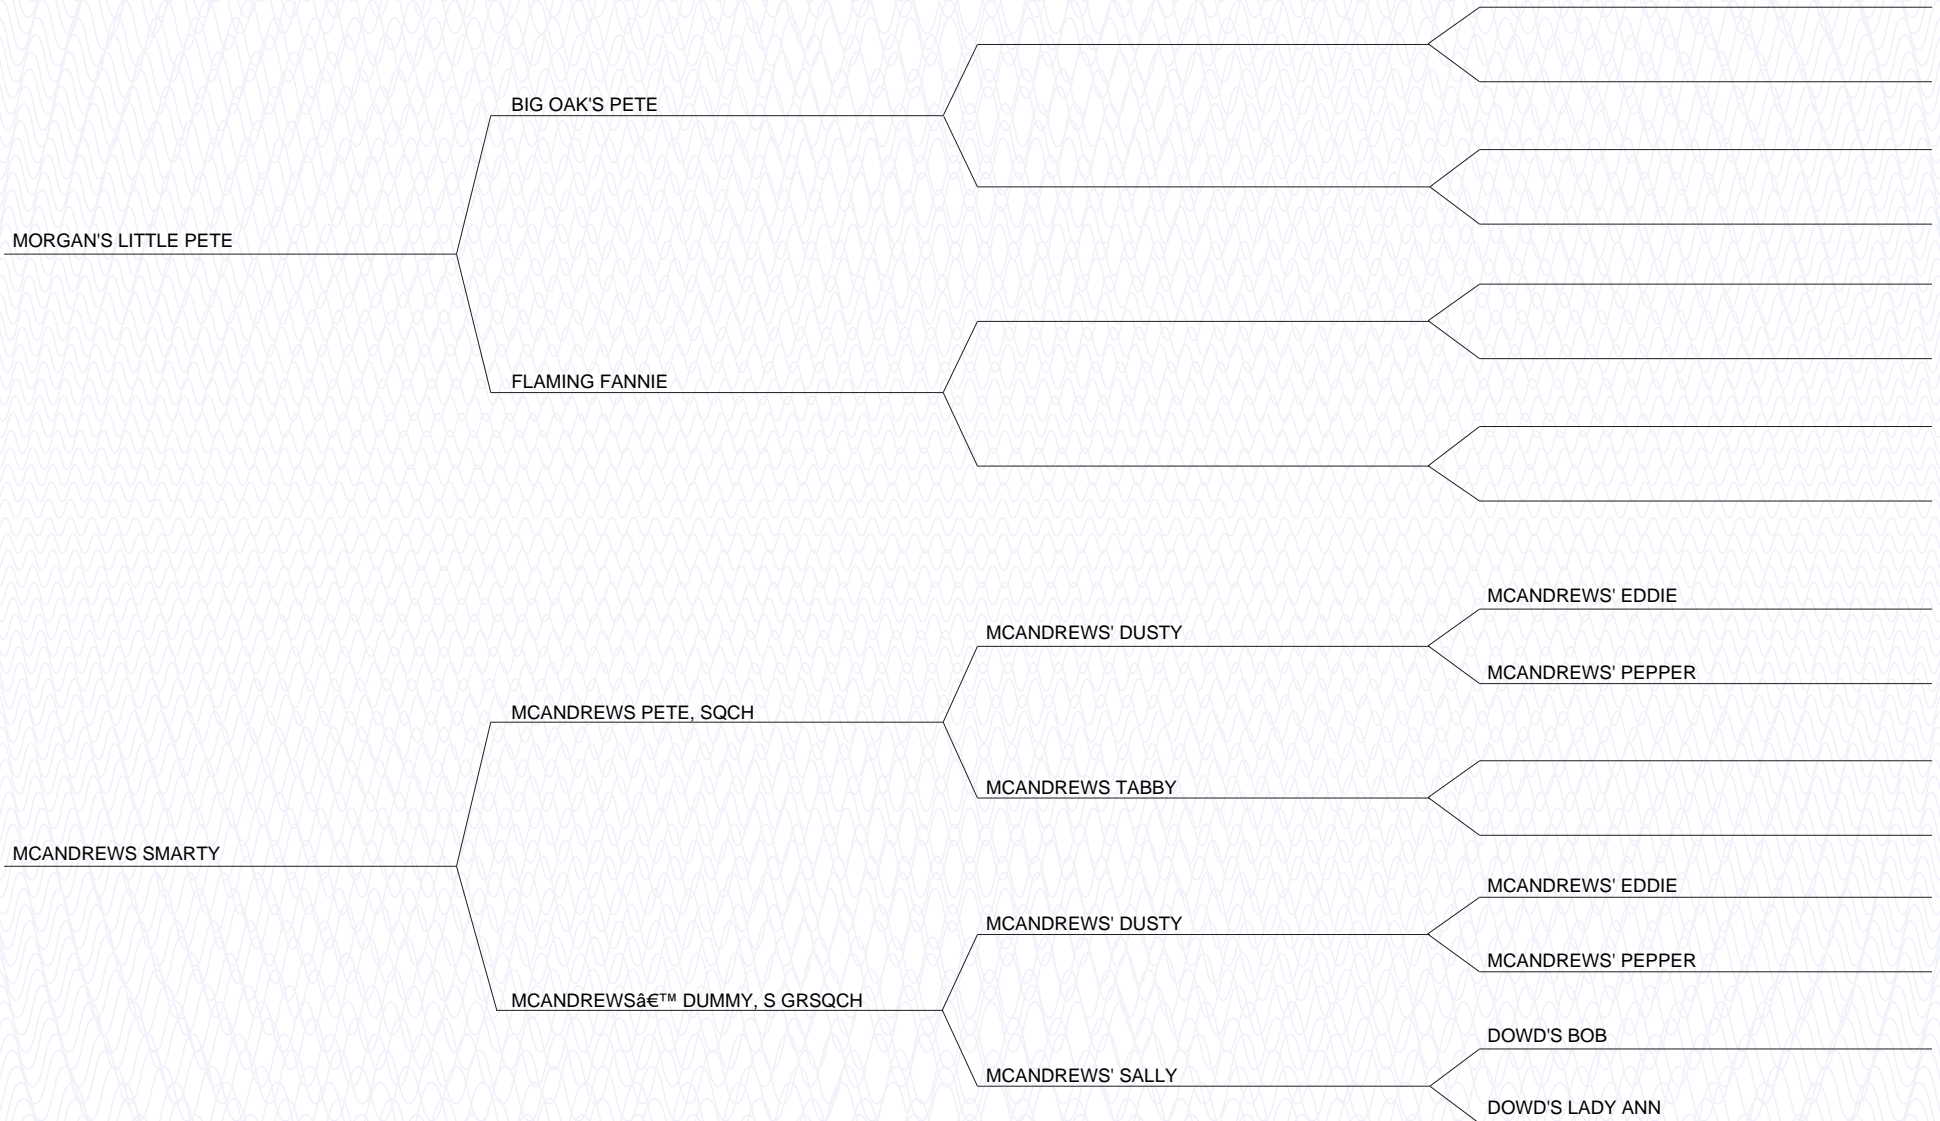 BIG OAK'S PETE
MORGAN'S LITTLE PETE
FLAMING FANNIE
MCANDREWS' EDDIE
MCANDREWS' DUSTY
MCANDREWS' PEPPER
MCANDREWS PETE, SQCH
MCANDREWS TABBY
MCANDREWS SMARTY
MCANDREWS' EDDIE
MCANDREWS' DUSTY
MCANDREWS' PEPPER
MCANDREWSâ€™ DUMMY, S GRSQCH
DOWD'S BOB
MCANDREWS' SALLY
DOWD'S LADY ANN